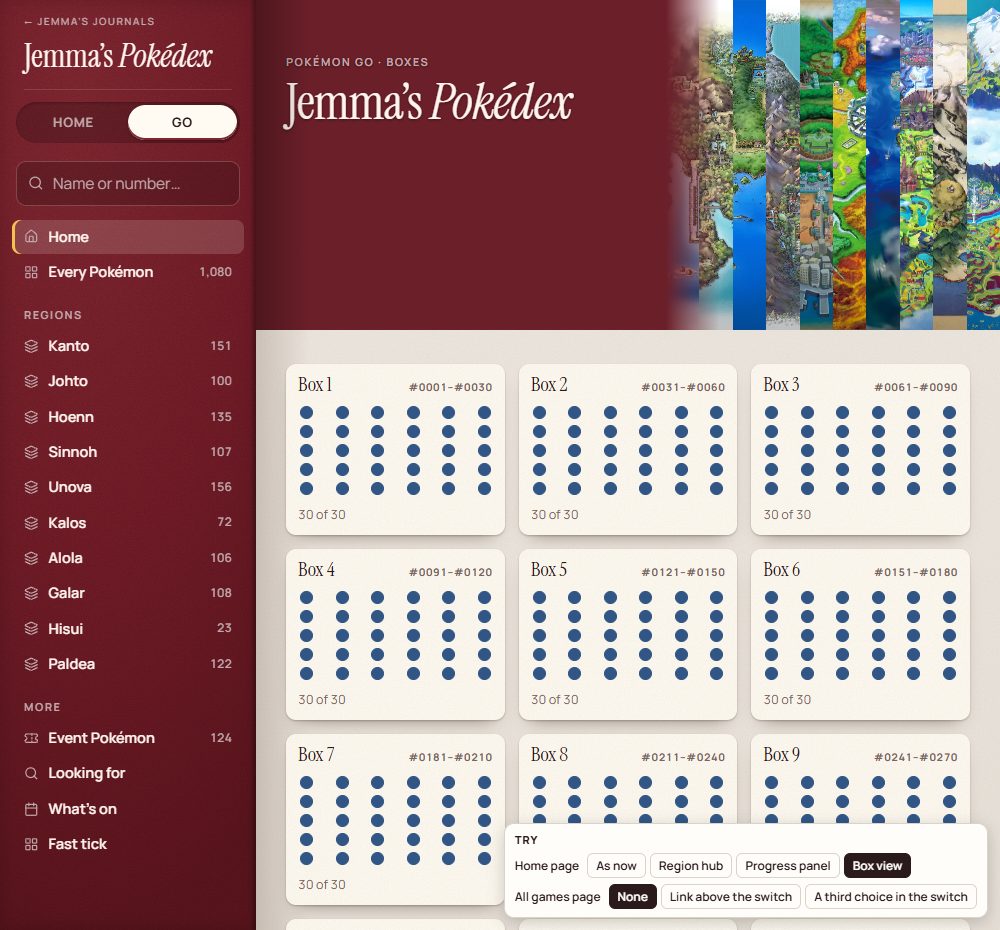 ← JEMMA'S JOURNALS
Jemma's Pokédex
HOME GO
Name or number...
Home
Every Pokémon 1,080
REGIONS
Kanto 151
Johto 100
Hoenn 135
Sinnoh 107
Unova 156
Kalos 72
Alola 106
Galar 108
Hisui 23
Paldea 122
MORE
Event Pokémon 124
Looking for
What's on
Fast tick
POKÉMON GO · BOXES
Jemma's Pokédex
Box 1 #0001–#0030
30 of 30
Box 2 #0031–#0060
30 of 30
Box 3 #0061–#0090
30 of 30
Box 4 #0091–#0120
30 of 30
Box 5 #0121–#0150
30 of 30
Box 6 #0151–#0180
30 of 30
Box 7 #0181–#0210
30 of 30
Box 8 #0211–#0240
Box 9 #0241–#0270
TRY
Home page As now Region hub Progress panel Box view
All games page None Link above the switch A third choice in the switch